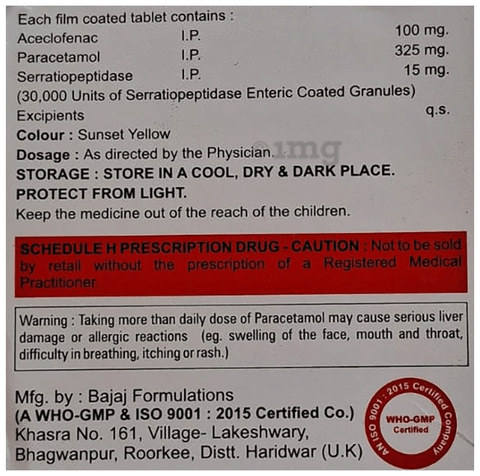 Each film coated tablet contains :
Aceclofenac I.P. 100 mg.
Paracetamol I.P. 325 mg.
Serratiopeptidase I.P. 15 mg.
(30,000 Units of Serratiopeptidase Enteric Coated Granules)
Excipients q.s.
Colour : Sunset Yellow
Dosage : As directed by the Physician.
1mg
STORAGE : STORE IN A COOL, DRY & DARK PLACE.
PROTECT FROM LIGHT.
Keep the medicine out of the reach of the children.
SCHEDULE H PRESCRIPTION DRUG - CAUTION : Not to be sold
by retail without the prescription of a Registered Medical
Practitioner.
Warning : Taking more than daily dose of Paracetamol may cause serious liver
damage or allergic reactions (eg. swelling of the face, mouth and throat,
difficulty in breathing, itching or rash.)
Mfg. by : Bajaj Formulations
(A WHO-GMP & ISO 9001 : 2015 Certified Co.)
Khasra No. 161, Village- Lakeshwary,
Bhagwanpur, Roorkee, Distt. Haridwar (U.K)
AN ISO 9001 : 2015 Certified Company
WHO-GMP
Certified